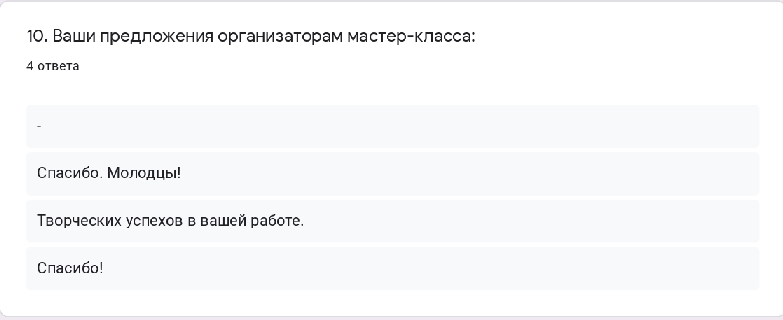 10. Ваши предложения организаторам мастер-класса:
4 ответа
-
Спасибо. Молодцы!
Творческих успехов в вашей работе.
Спасибо!